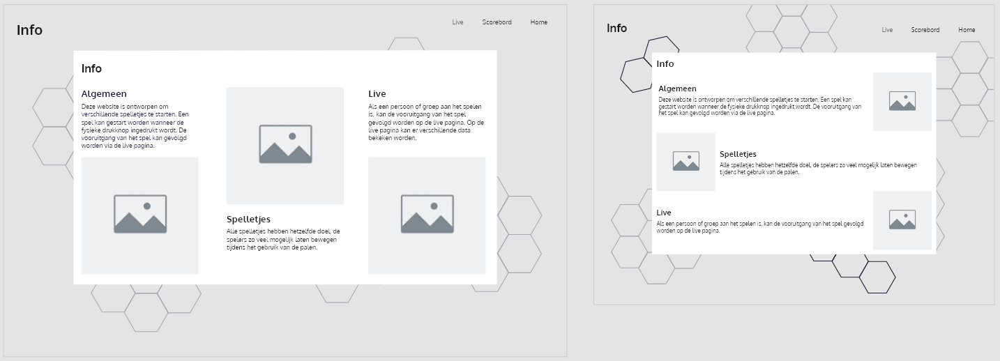 Info
Live
Scorebord
Home
Info
Algemeen
Deze website is ontworpen om
verschillende spelletjes te starten. Een
spel kan gestart worden wanneer de
fysieke drukknop ingedrukt wordt. De
vooruitgang van het spel kan gevolgd
worden via de live pagina.
Spelletjes
Alle spelletjes hebben hetzelfde doel, de
spelers zo veel mogelijk laten bewegen
tijdens het gebruik van de palen.
Live
Als een persoon of groep aan het spelen
is, kan de vooruitgang van het spel
gevolgd worden op de live pagina. Op de
live pagina kan er verschillende data
bekeken worden.
Info
Live
Scorebord
Home
Info
Algemeen
Deze website is ontworpen om verschillende spelletjes te starten. Een spel kan
gestart worden wanneer de fysieke drukknop ingedrukt wordt. De vooruitgang van
het spel kan gevolgd worden via de live pagina.
Spelletjes
Alle spelletjes hebben hetzelfde doel, de spelers zo veel mogelijk laten bewegen
tijdens het gebruik van de palen.
Live
Als een persoon of groep aan het spelen is, kan de vooruitgang van het spel gevolgd
worden op de live pagina.